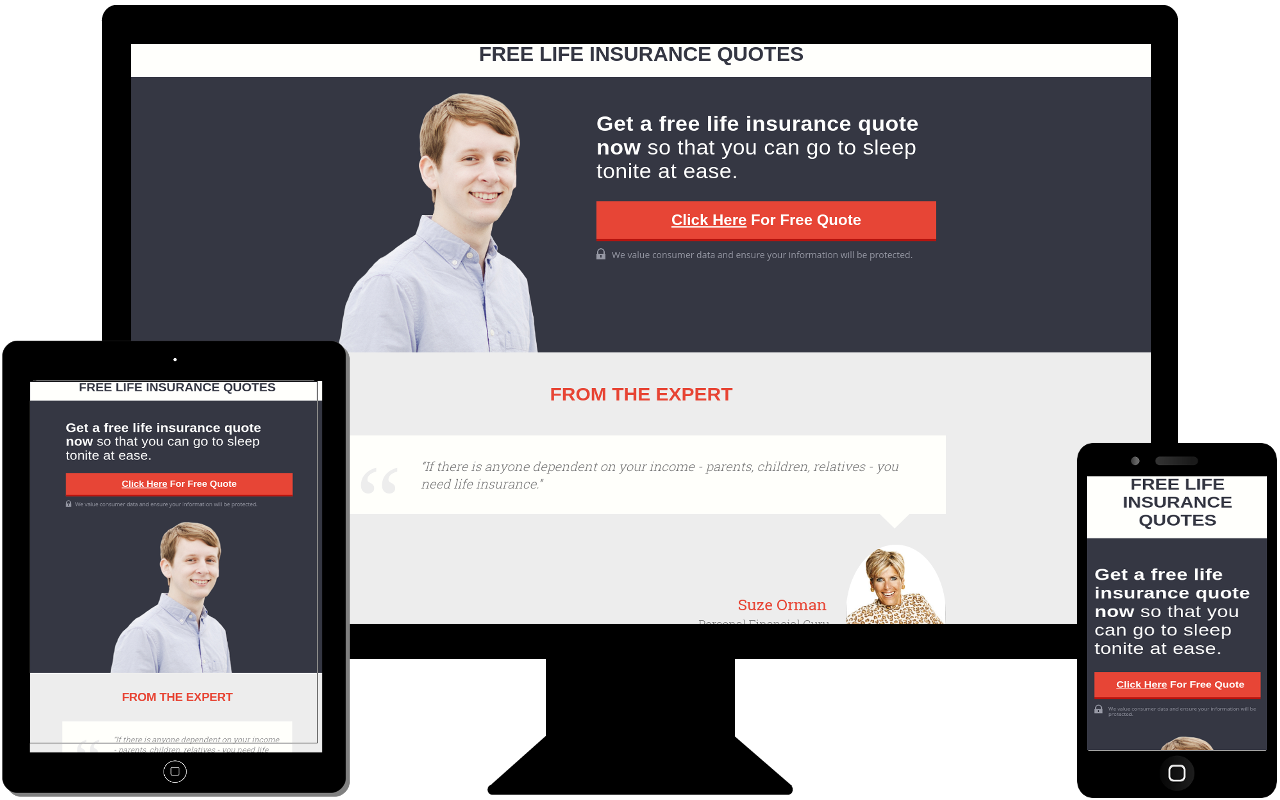 FREE LIFE INSURANCE QUOTES
Get a free life insurance quote
now so that you can go to sleep
tonite at ease.
Click Here For Free Quote
We value consumer data and ensure your information will be protected.
FROM THE EXPERT
"If there is anyone dependent on your income - parents, children, relatives - you
need life insurance."
Suze Orman
Personal Financial Guru
FREE LIFE INSURANCE QUOTES
Get a free life insurance quote
now so that you can go to sleep
tonite at ease.
Click Here For Free Quote
We value consumer data and ensure your information will be protected.
FROM THE EXPERT
"If there is anyone dependent on your income
- parents, children, relatives - you need life
FREE LIFE
INSURANCE
QUOTES
Get a free life
insurance quote
now so that you
can go to sleep
tonite at ease.
Click Here For Free Quote
We value consumer data and ensure your information will be
protected.